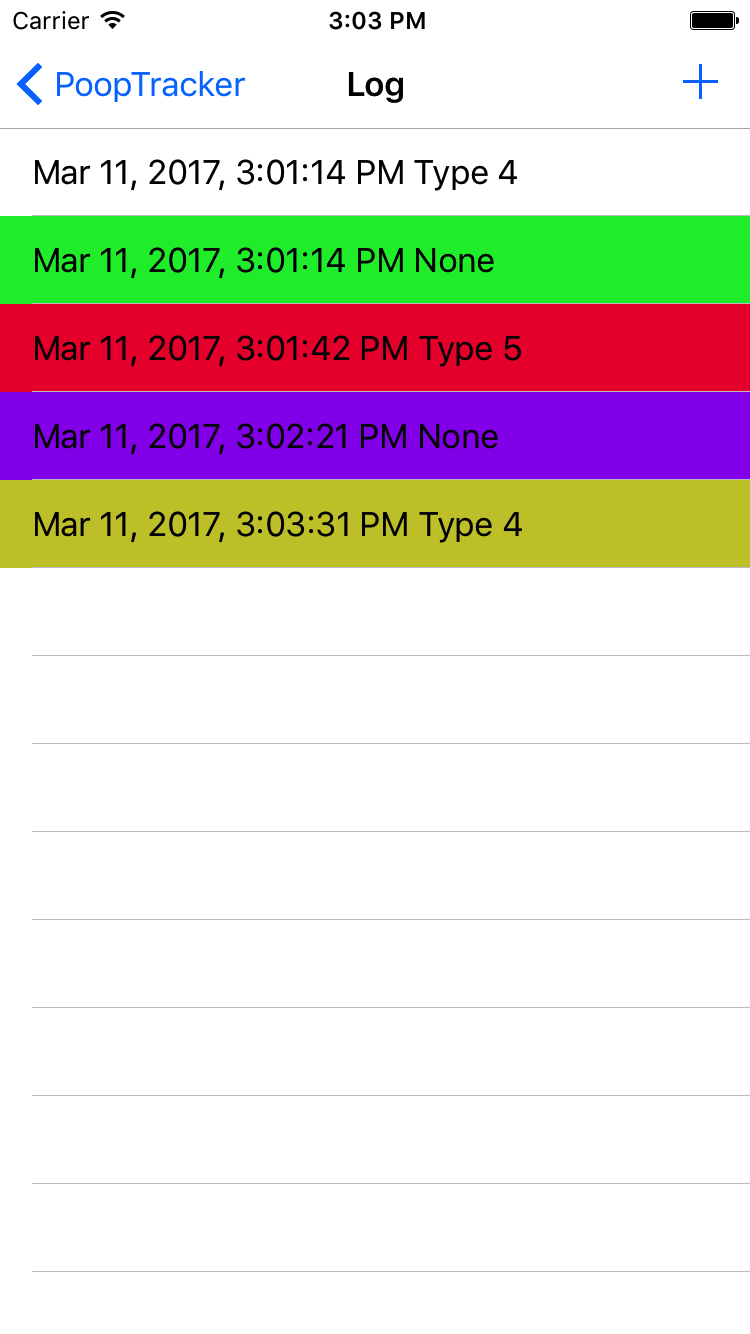 Carrier 3:03 PM
PoopTracker Log +
Mar 11, 2017, 3:01:14 PM Type 4
Mar 11, 2017, 3:01:14 PM None
Mar 11, 2017, 3:01:42 PM Type 5
Mar 11, 2017, 3:02:21 PM None
Mar 11, 2017, 3:03:31 PM Type 4